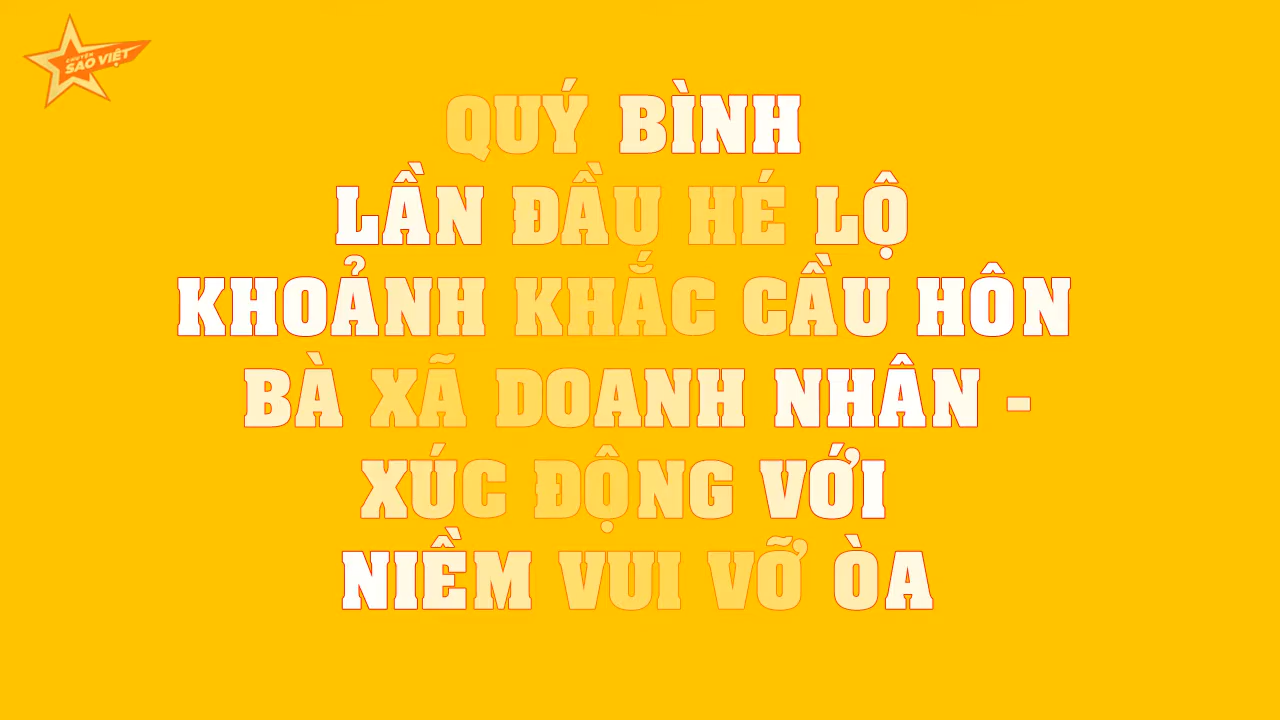 CHUYỆN
SAO VIỆT
QUÝ BÌNH
LẦN ĐẦU HÉ LỘ
KHOẢNH KHẮC CẦU HÔN
BÀ XÃ DOANH NHÂN -
XÚC ĐỘNG VỚI
NIỀM VUI VỠ ÒA